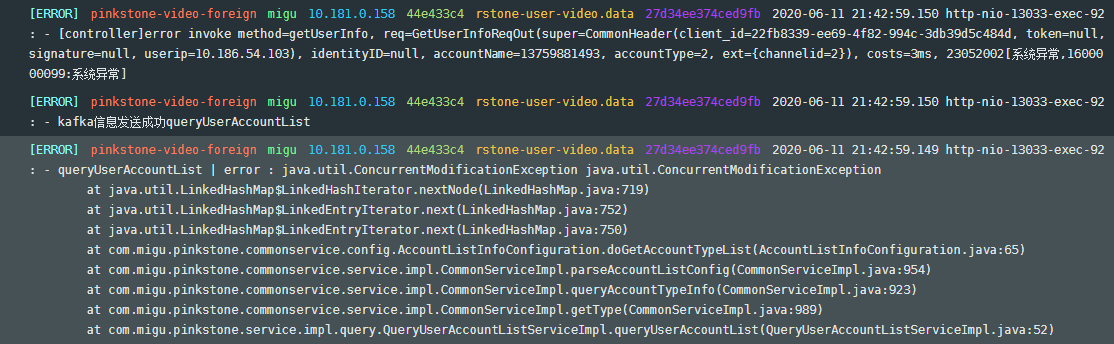 [ERROR] pinkstone-video-foreign migu 10.181.0.158 44e433c4 rstone-user-video.data 27d34ee374ced9fb 2020-06-11 21:42:59.150 http-nio-13033-exec-92
: - [controller]error invoke method=getUserInfo, req=GetUserInfoReqOut(super=CommonHeader(client_id=22fb8339-ee69-4f82-994c-3db39d5c484d, token=null,
signature=null, userip=10.186.54.103), identityID=null, accountName=13759881493, accountType=2, ext={channelid=2}), costs=3ms, 23052002[系统异常,1600
00099:系统异常]
[ERROR] pinkstone-video-foreign migu 10.181.0.158 44e433c4 rstone-user-video.data 27d34ee374ced9fb 2020-06-11 21:42:59.150 http-nio-13033-exec-92
: - kafka信息发送成功queryUserAccountList
[ERROR] pinkstone-video-foreign migu 10.181.0.158 44e433c4 rstone-user-video.data 27d34ee374ced9fb 2020-06-11 21:42:59.149 http-nio-13033-exec-92
: - queryUserAccountList | error : java.util.ConcurrentModificationException java.util.ConcurrentModificationException
at java.util.LinkedHashMap$LinkedHashIterator.nextNode(LinkedHashMap.java:719)
at java.util.LinkedHashMap$LinkedEntryIterator.next(LinkedHashMap.java:752)
at java.util.LinkedHashMap$LinkedEntryIterator.next(LinkedHashMap.java:750)
at com.migu.pinkstone.commonservice.config.AccountListInfoConfiguration.doGetAccountTypeList(AccountListInfoConfiguration.java:65)
at com.migu.pinkstone.commonservice.service.impl.CommonServiceImpl.parseAccountListConfig(CommonServiceImpl.java:954)
at com.migu.pinkstone.commonservice.service.impl.CommonServiceImpl.queryAccountTypeInfo(CommonServiceImpl.java:923)
at com.migu.pinkstone.commonservice.service.impl.CommonServiceImpl.getType(CommonServiceImpl.java:989)
at com.migu.pinkstone.service.impl.query.QueryUserAccountListServiceImpl.queryUserAccountList(QueryUserAccountListServiceImpl.java:52)